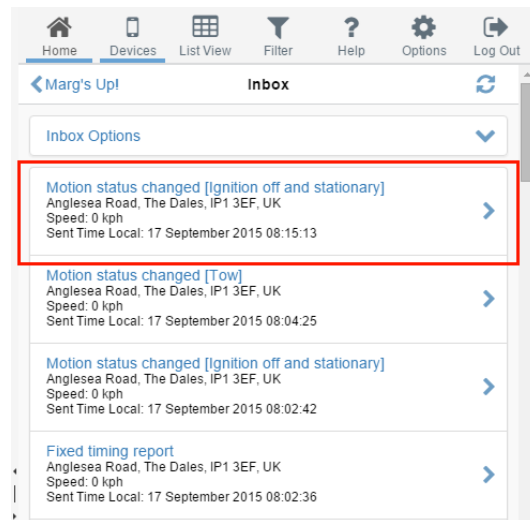 Home Devices List View Filter Help Options Log Out
Marg's Up! Inbox
Inbox Options
Motion status changed [Ignition off and stationary]
Anglesea Road, The Dales, IP1 3EF, UK
Speed: 0 kph
Sent Time Local: 17 September 2015 08:15:13
Motion status changed [Tow]
Anglesea Road, The Dales, IP1 3EF, UK
Speed: 0 kph
Sent Time Local: 17 September 2015 08:04:25
Motion status changed [Ignition off and stationary]
Anglesea Road, The Dales, IP1 3EF, UK
Speed: 0 kph
Sent Time Local: 17 September 2015 08:02:42
Fixed timing report
Anglesea Road, The Dales, IP1 3EF, UK
Speed: 0 kph
Sent Time Local: 17 September 2015 08:02:36